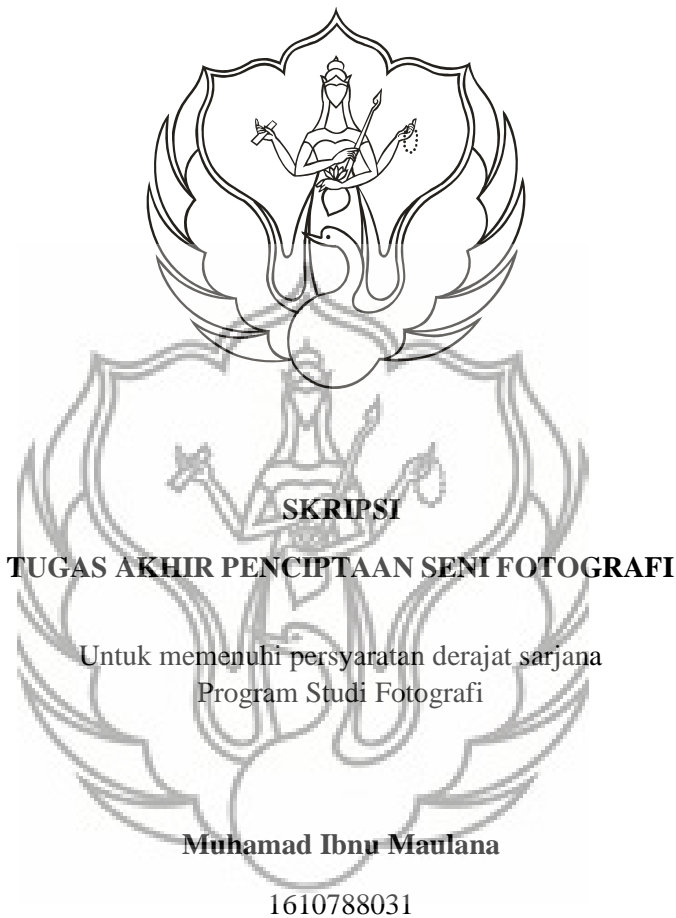 SKRIPSI
TUGAS AKHIR PENCIPTAAN SENI FOTOGRAFI
Untuk memenuhi persyaratan derajat sarjana
Program Studi Fotografi
Muhamad Ibnu Maulana
1610788031